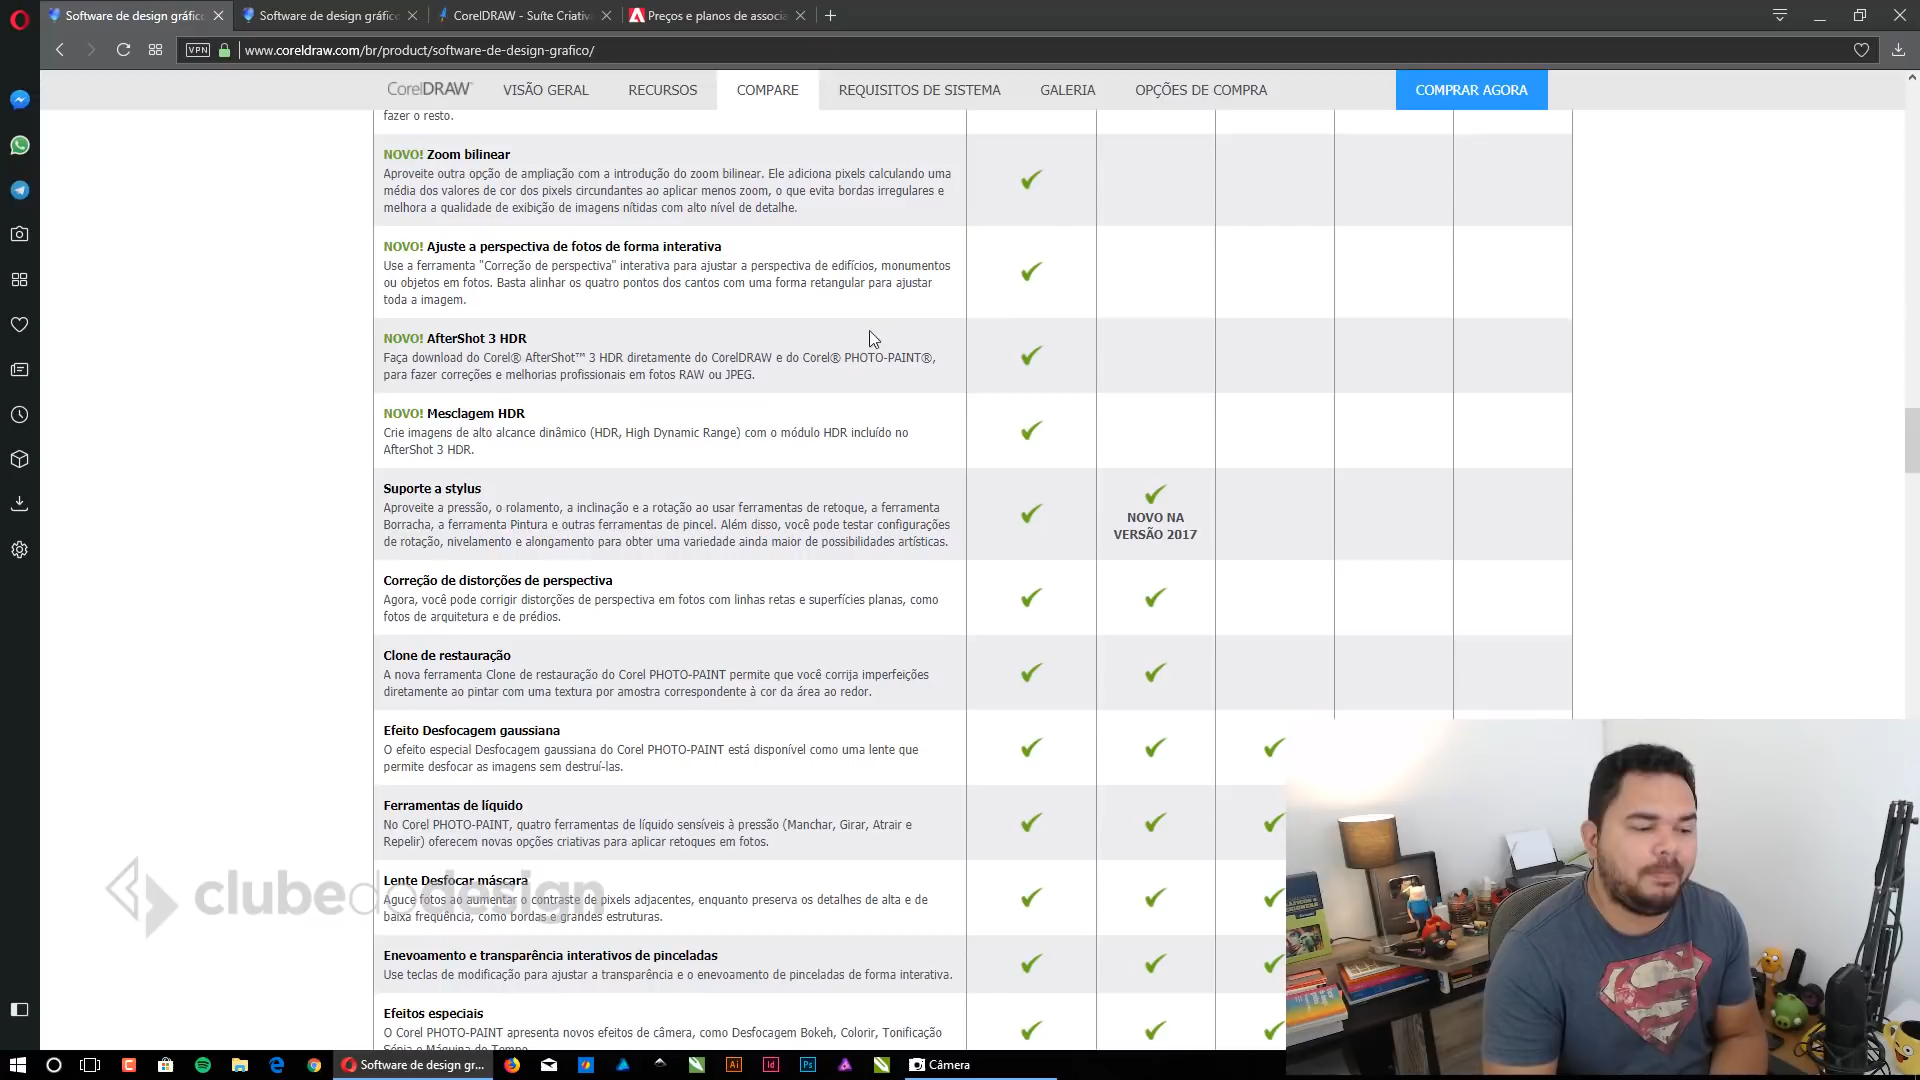 Software de design gráfic
Software de design gráfico
CorelDRAW - Suíte Criativ
Preços e planos de associa
VPN
www.coreldraw.com/br/product/software-de-design-grafico/
CorelDRAW
VISÃO GERAL
RECURSOS
COMPARE
REQUISITOS DE SISTEMA
GALERIA
OPÇÕES DE COMPRA
COMPRAR AGORA
fazer o resto.
NOVO! Zoom bilinear
Aproveite outra opção de ampliação com a introdução do zoom bilinear. Ele adiciona pixels calculando uma
média dos valores de cor dos pixels circundantes ao aplicar menos zoom, o que evita bordas irregulares e
melhora a qualidade de exibição de imagens nítidas com alto nível de detalhe.
NOVO! Ajuste a perspectiva de fotos de forma interativa
Use a ferramenta "Correção de perspectiva" interativa para ajustar a perspectiva de edifícios, monumentos
ou objetos em fotos. Basta alinhar os quatro pontos dos cantos com uma forma retangular para ajustar
toda a imagem.
NOVO! AfterShot 3 HDR
Faça download do Corel® AfterShot™ 3 HDR diretamente do CorelDRAW e do Corel® PHOTO-PAINT®,
para fazer correções e melhorias profissionais em fotos RAW ou JPEG.
NOVO! Mesclagem HDR
Crie imagens de alto alcance dinâmico (HDR, High Dynamic Range) com o módulo HDR incluído no
AfterShot 3 HDR.
Suporte a stylus
Aproveite a pressão, o rolamento, a inclinação e a rotação ao usar ferramentas de retoque, a ferramenta
Borracha, a ferramenta Pintura e outras ferramentas de pincel. Além disso, você pode testar configurações
de rotação, nivelamento e alongamento para obter uma variedade ainda maior de possibilidades artísticas.
NOVO NA
VERSÃO 2017
Correção de distorções de perspectiva
Agora, você pode corrigir distorções de perspectiva em fotos com linhas retas e superfícies planas, como
fotos de arquitetura e de prédios.
Clone de restauração
A nova ferramenta Clone de restauração do Corel PHOTO-PAINT permite que você corrija imperfeições
diretamente ao pintar com uma textura por amostra correspondente à cor da área ao redor.
Efeito Desfocagem gaussiana
O efeito especial Desfocagem gaussiana do Corel PHOTO-PAINT está disponível como uma lente que
permite desfocar as imagens sem destruí-las.
Ferramentas de líquido
No Corel PHOTO-PAINT, quatro ferramentas de líquido sensíveis à pressão (Manchar, Girar, Atrair e
Repelir) oferecem novas opções criativas para aplicar retoques em fotos.
Lente Desfocar máscara
Aguce fotos ao aumentar o contraste de pixels adjacentes, enquanto preserva os detalhes de alta e de
baixa frequência, como bordas e grandes estruturas.
clubedodesign
Enevoamento e transparência interativos de pinceladas
Use teclas de modificação para ajustar a transparência e o enevoamento de pinceladas de forma interativa.
Efeitos especiais
O Corel PHOTO-PAINT apresenta novos efeitos de câmera, como Desfocagem Bokeh, Colorir, Tonificação
Sépia e Máquina do Tempo.
Software de design gr...
Ai
Id
Ps
Câmera